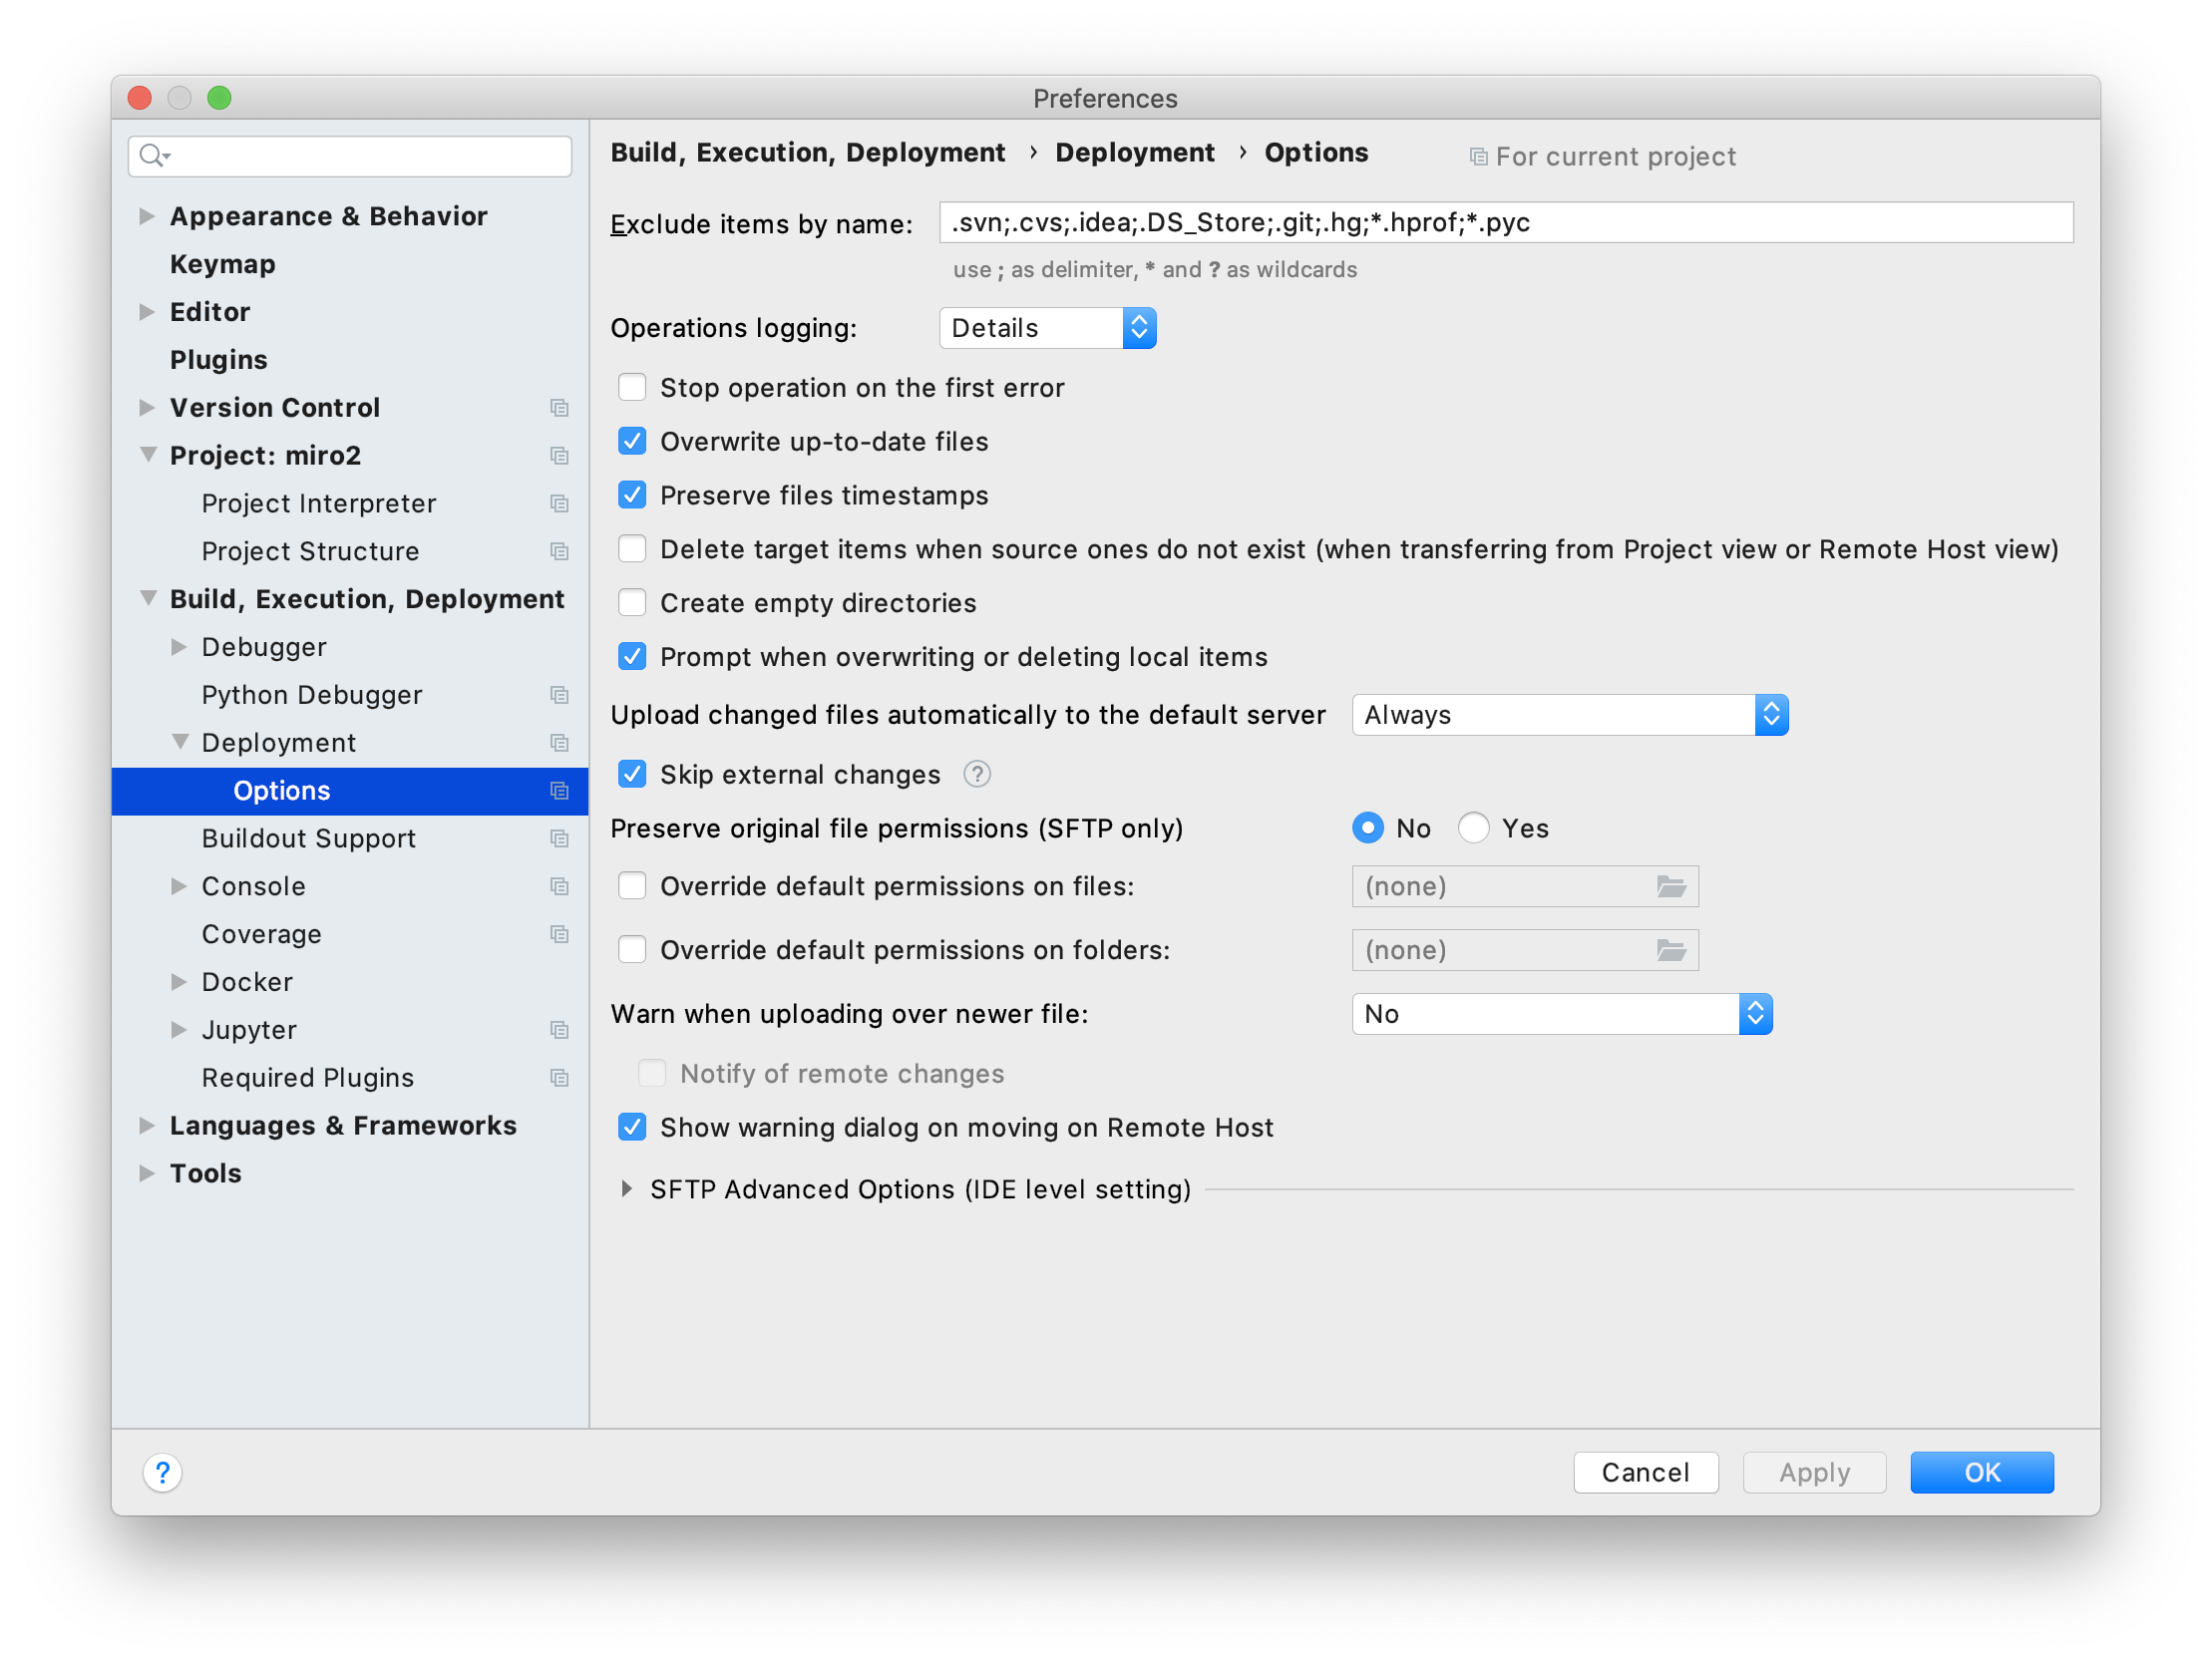 Preferences
Appearance & Behavior
Keymap
Editor
Plugins
Version Control
Project: miro2
Project Interpreter
Project Structure
Build, Execution, Deployment
Debugger
Python Debugger
Deployment
Options
Buildout Support
Console
Coverage
Docker
Jupyter
Required Plugins
Languages & Frameworks
Tools
Build, Execution, Deployment › Deployment › Options For current project
Exclude items by name: .svn;.cvs;.idea;.DS_Store;.git;.hg;*.hprof;*.pyc
use ; as delimiter, * and ? as wildcards
Operations logging: Details
Stop operation on the first error
Overwrite up-to-date files
Preserve files timestamps
Delete target items when source ones do not exist (when transferring from Project view or Remote Host view)
Create empty directories
Prompt when overwriting or deleting local items
Upload changed files automatically to the default server Always
Skip external changes ?
Preserve original file permissions (SFTP only) No Yes
Override default permissions on files: (none)
Override default permissions on folders: (none)
Warn when uploading over newer file: No
Notify of remote changes
Show warning dialog on moving on Remote Host
SFTP Advanced Options (IDE level setting)
? Cancel Apply OK